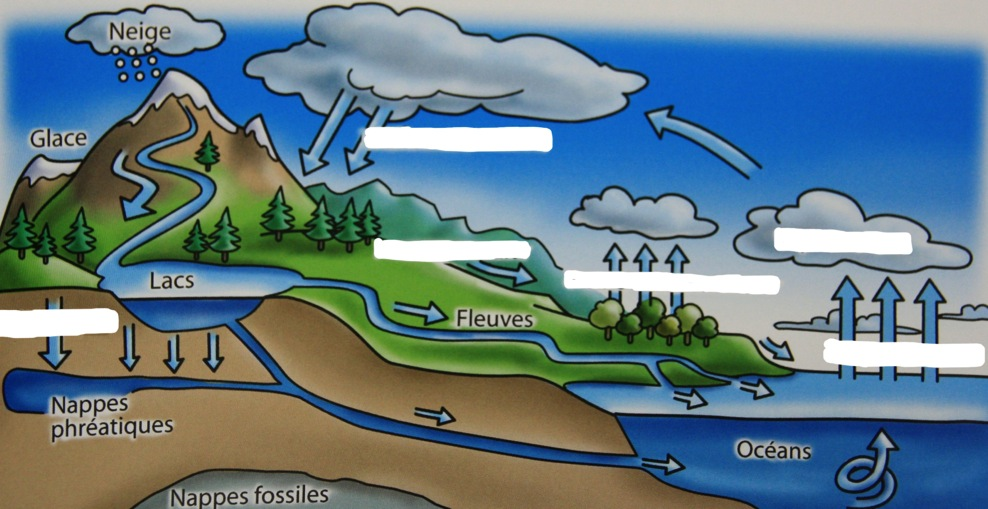 Neige
Glace
Lacs
Fleuves
Nappes
phréatiques
Océans
Nappes fossiles